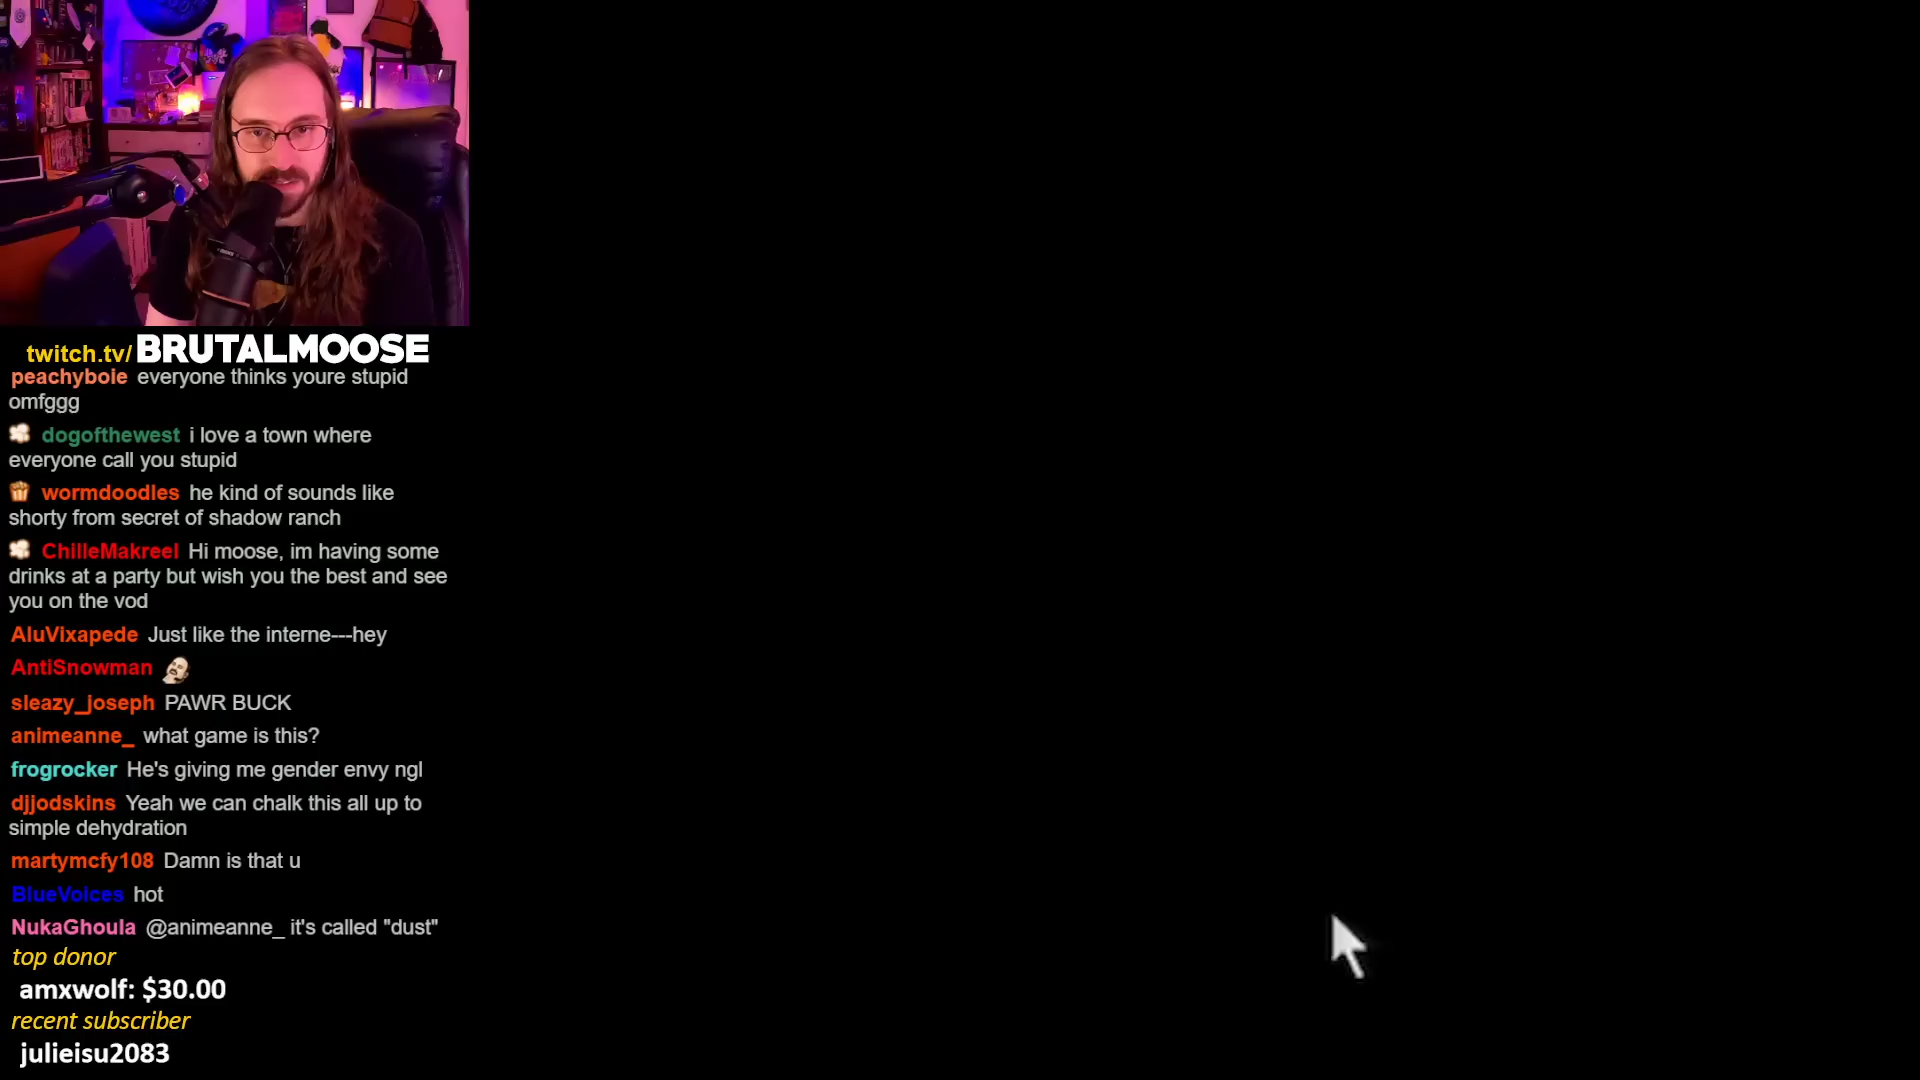 twitch.tv/BRUTALMOOSE
peachyboie everyone thinks youre stupid
omfggg
dogofthewest i love a town where
everyone call you stupid
wormdoodles he kind of sounds like
shorty from secret of shadow ranch
ChilleMakreel Hi moose, im having some
drinks at a party but wish you the best and see
you on the vod
AluVixapede Just like the interne---hey
AntiSnowman
sleazy_joseph PAWR BUCK
animeanne_ what game is this?
frogrocker He's giving me gender envy ngl
djjodskins Yeah we can chalk this all up to
simple dehydration
martymcfy108 Damn is that u
BlueVoices hot
NukaGhoula @animeanne_ it's called "dust"
top donor
amxwolf: $30.00
recent subscriber
julieisu2083